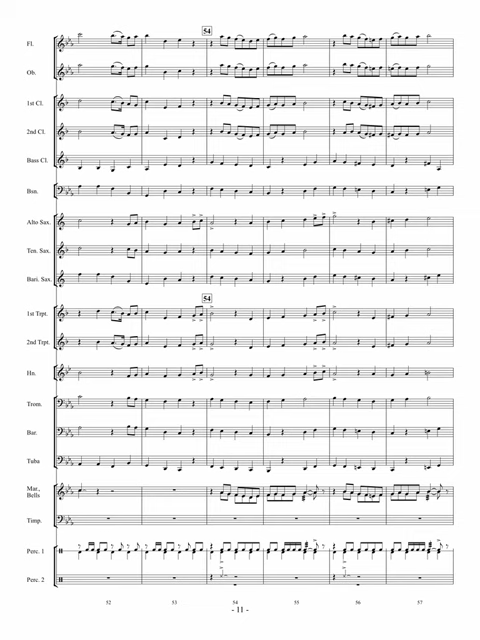 54
Fl.
Ob.
1st Cl.
2nd Cl.
Bass Cl.
Bsn.
Alto Sax.
Ten. Sax.
Bari. Sax.
54
1st Trpt.
2nd Trpt.
Hn.
Trom.
Bar.
Tuba
Mar.,
Bells
Timp.
Perc. 1
Perc. 2
52 53 54 55 56 57
- 11 -